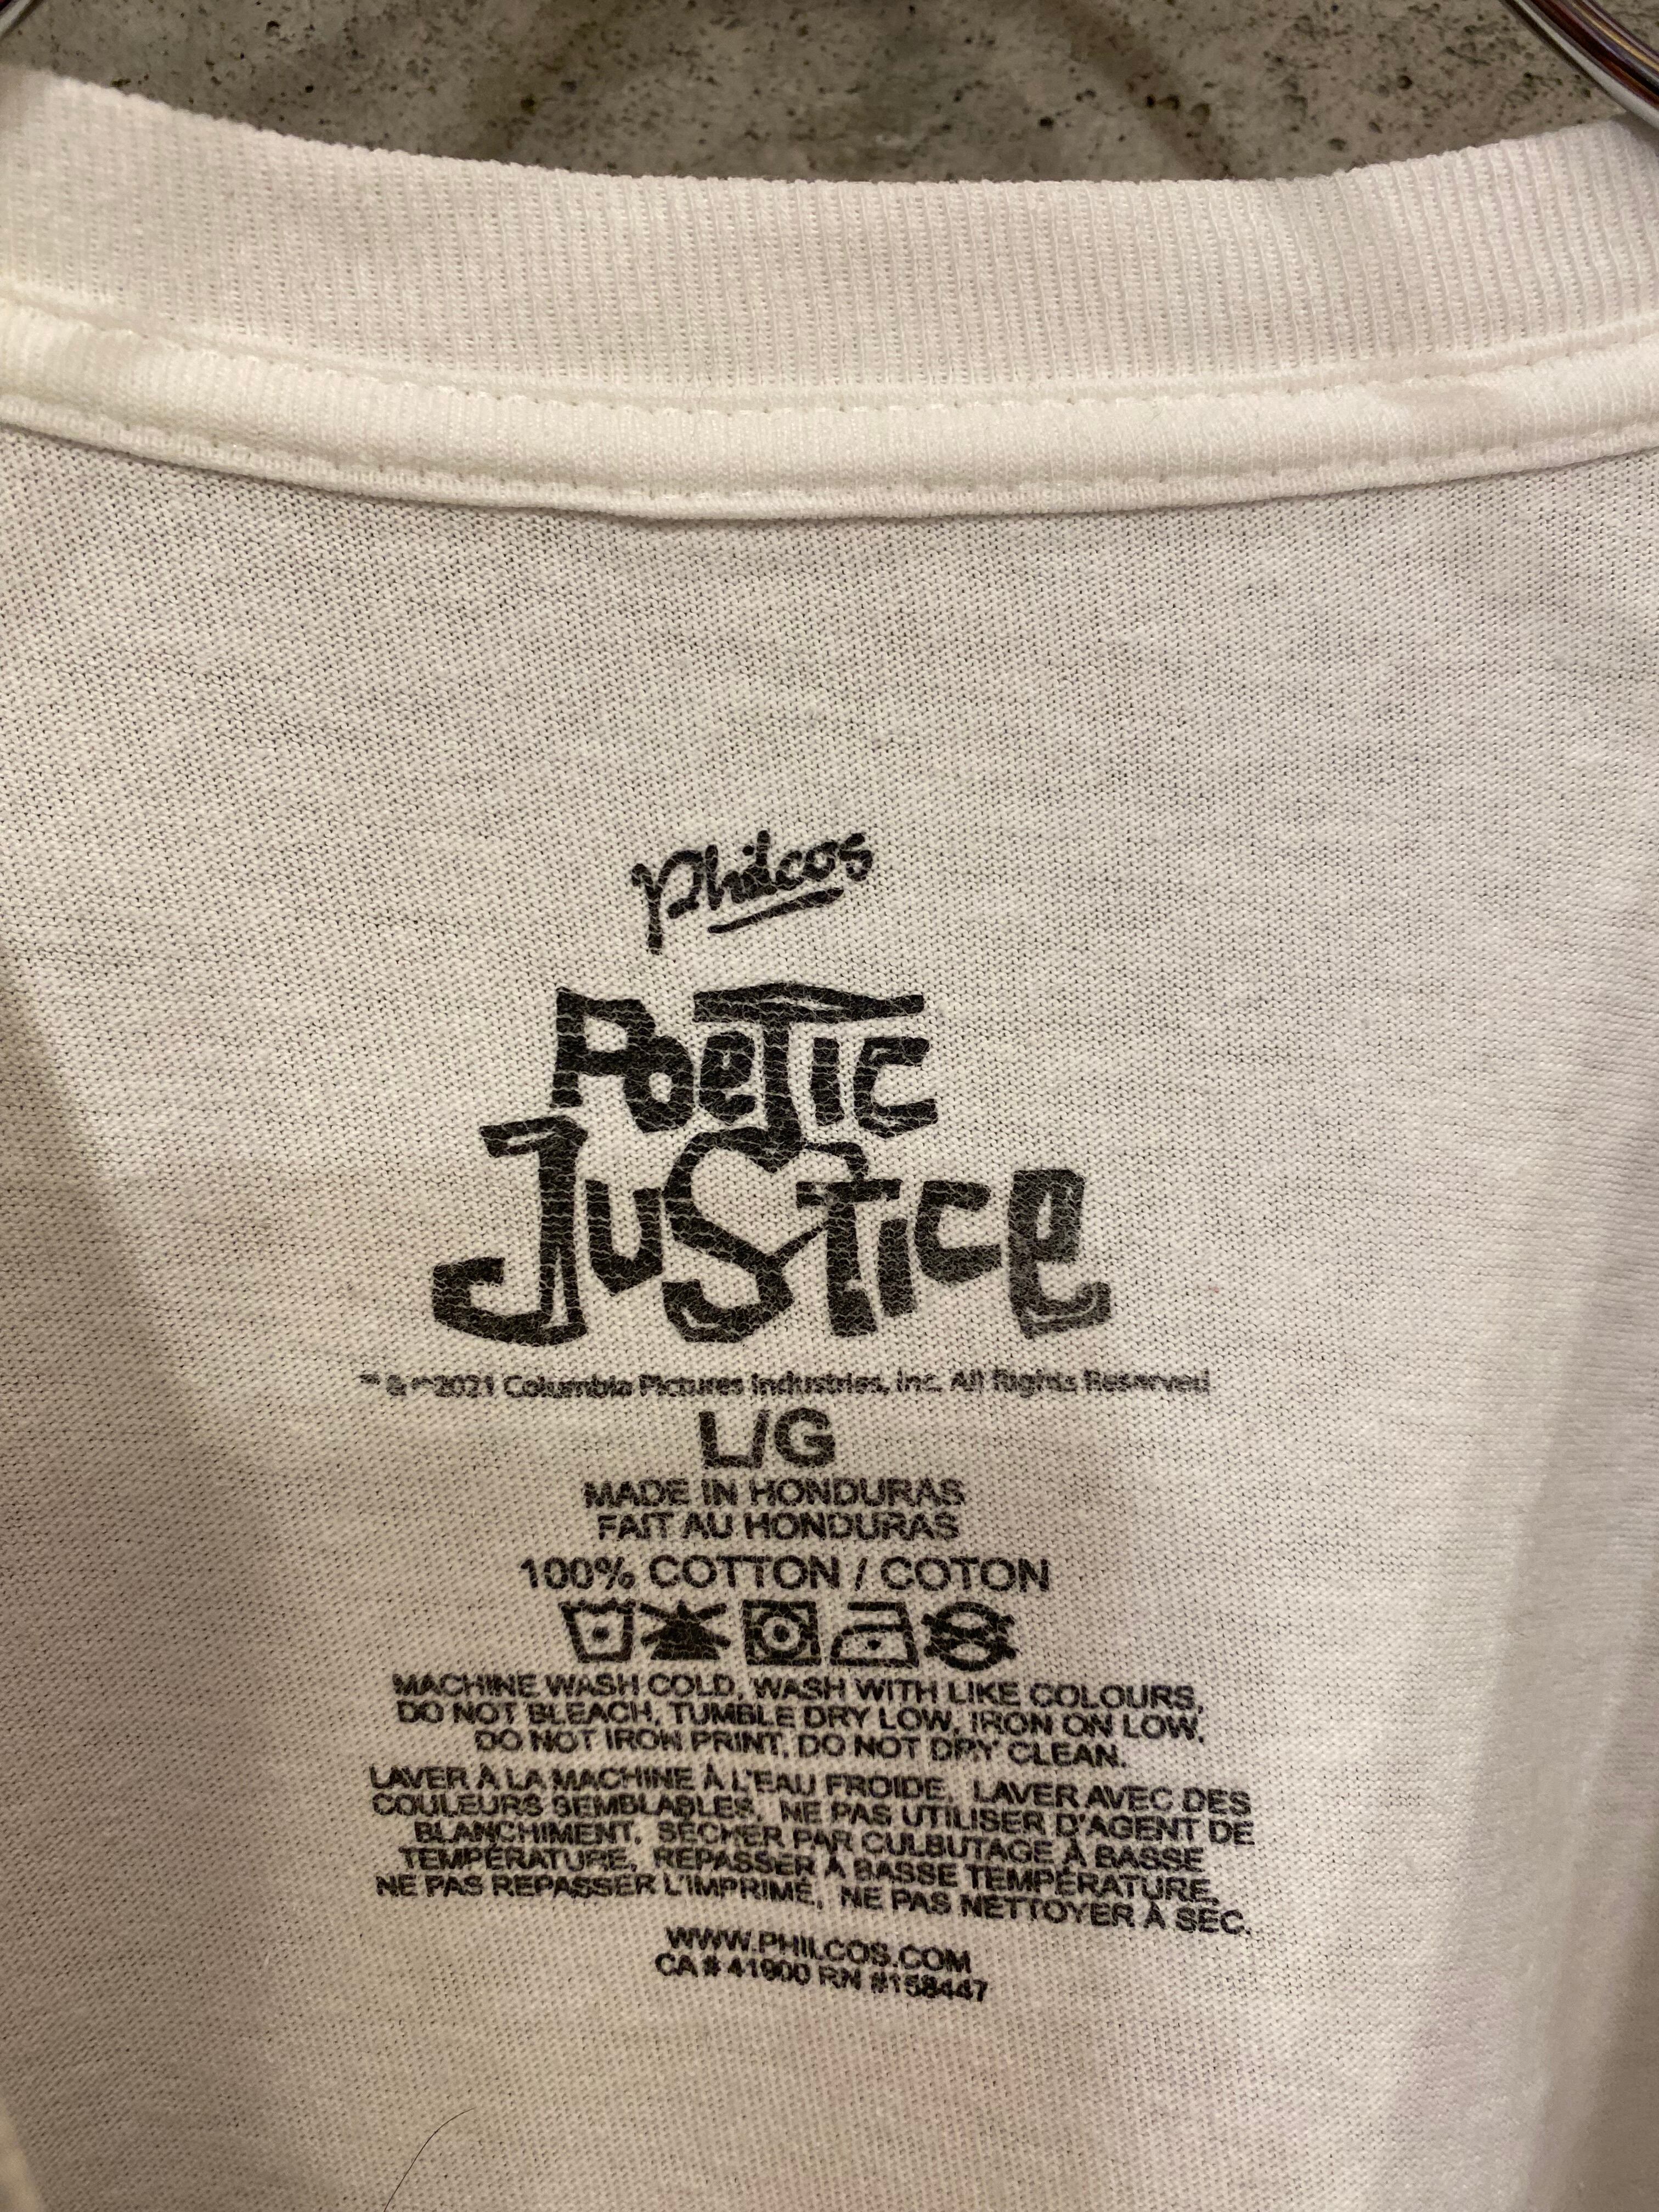 Philcos
POETIC
JUSTICE
™ & ©2021 Columbia Pictures Industries, Inc. All Rights Reserved
L/G
MADE IN HONDURAS
FAIT AU HONDURAS
100% COTTON / COTON
MACHINE WASH COLD, WASH WITH LIKE COLOURS,
DO NOT BLEACH, TUMBLE DRY LOW, IRON ON LOW,
DO NOT IRON PRINT, DO NOT DRY CLEAN.
LAVER À LA MACHINE À L'EAU FROIDE, LAVER AVEC DES
COULEURS SEMBLABLES, NE PAS UTILISER D'AGENT DE
BLANCHIMENT, SÉCHER PAR CULBUTAGE À BASSE
TEMPÉRATURE, REPASSER À BASSE TEMPÉRATURE,
NE PAS REPASSER L'IMPRIMÉ, NE PAS NETTOYER À SEC.
WWW.PHILCOS.COM
CA # 41900 RN #158447